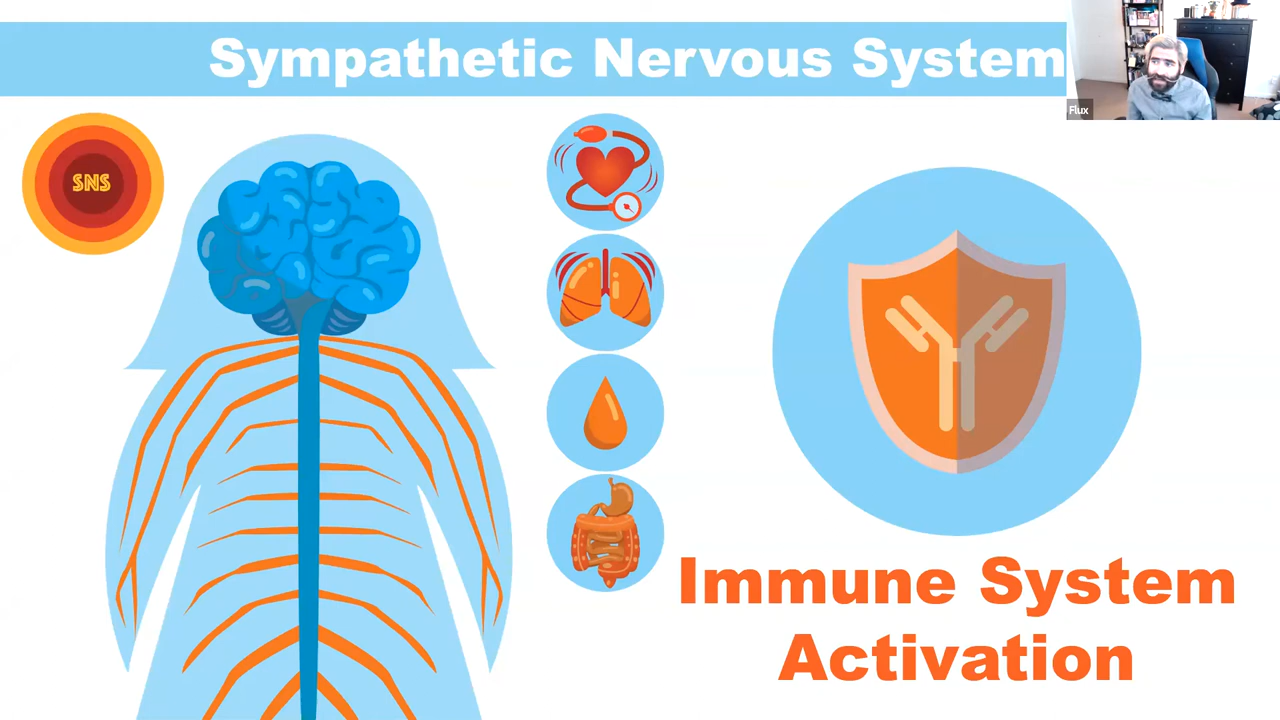 Sympathetic Nervous System
Flux
SNS
Immune System
Activation